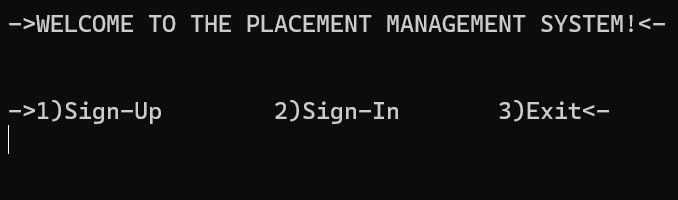 ->WELCOME TO THE PLACEMENT MANAGEMENT SYSTEM!<-
->1)Sign-Up        2)Sign-In       3)Exit<-